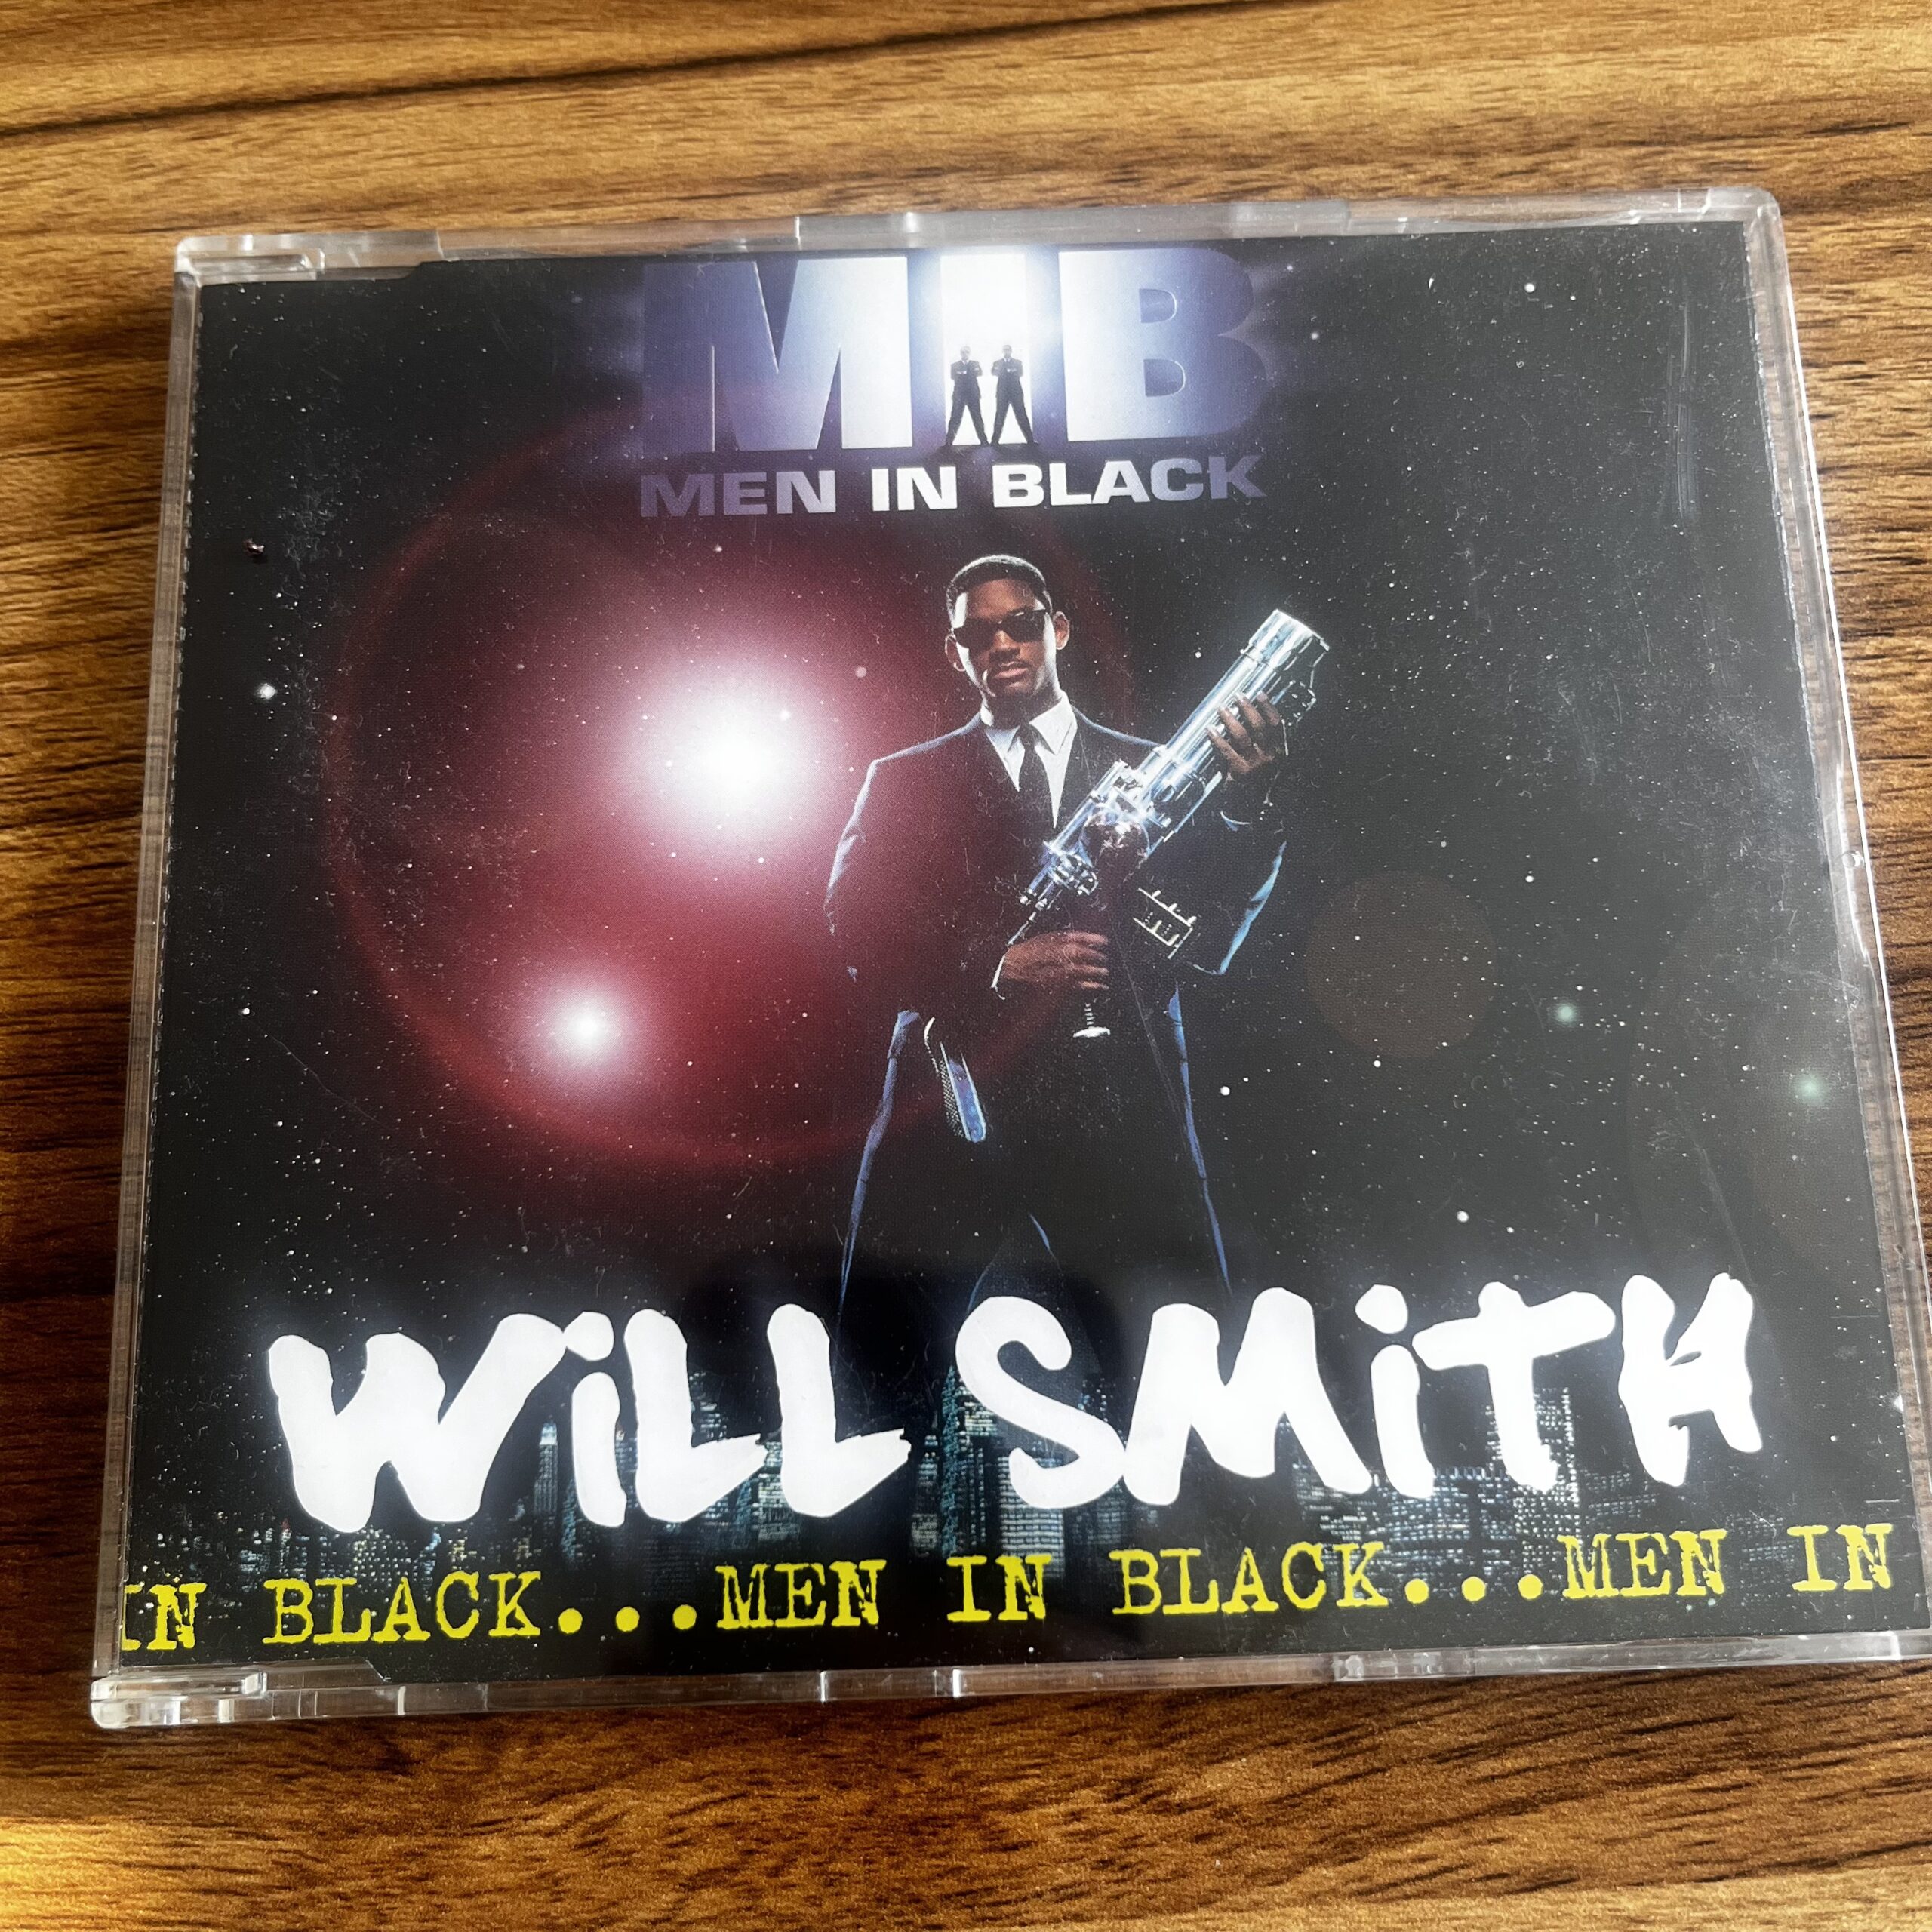 MIB
MEN IN BLACK
WiLL SMiTH
IN BLACK...MEN IN BLACK...MEN IN